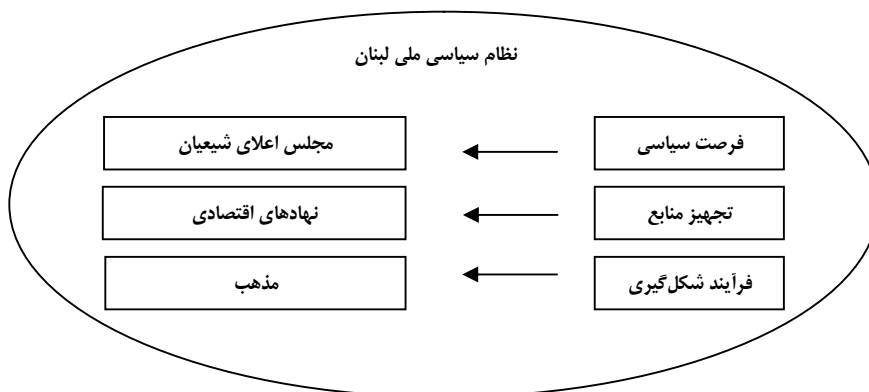 نظام سیاسی ملی لبنان
فرصت سیاسی
مجلس اعلای شیعیان
تجهیز منابع
نهادهای اقتصادی
فرآیند شکل‌گیری
مذهب